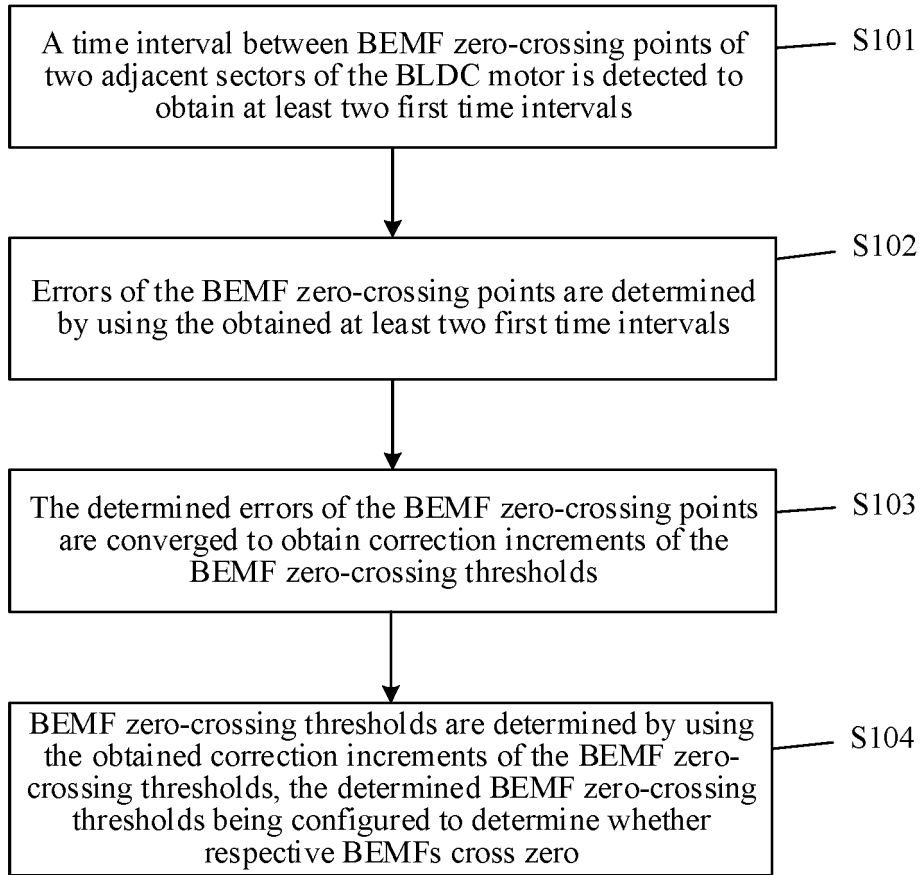 A time interval between BEMF zero-crossing points of
two adjacent sectors of the BLDC motor is detected to
obtain at least two first time intervals
S101
Errors of the BEMF zero-crossing points are determined
by using the obtained at least two first time intervals
S102
The determined errors of the BEMF zero-crossing points
are converged to obtain correction increments of the
BEMF zero-crossing thresholds
S103
BEMF zero-crossing thresholds are determined by using
the obtained correction increments of the BEMF zero-
crossing thresholds, the determined BEMF zero-crossing
thresholds being configured to determine whether
respective BEMFs cross zero
S104